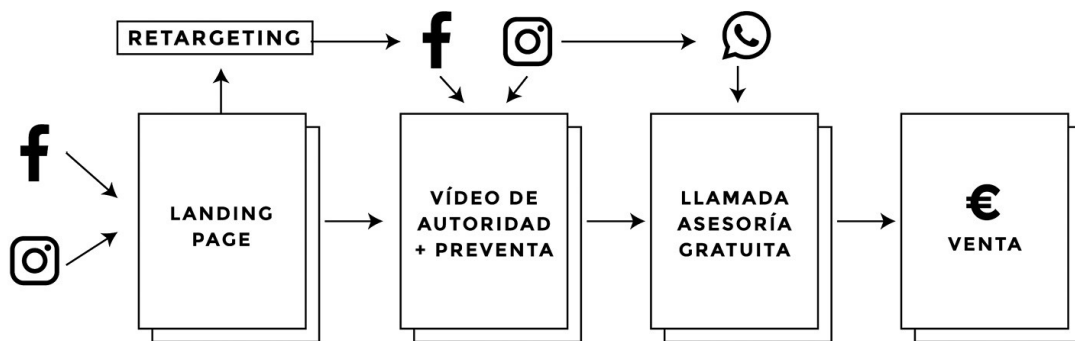 RETARGETING
LANDING
PAGE
VÍDEO DE
AUTORIDAD
+ PREVENTA
LLAMADA
ASESORÍA
GRATUITA
€
VENTA